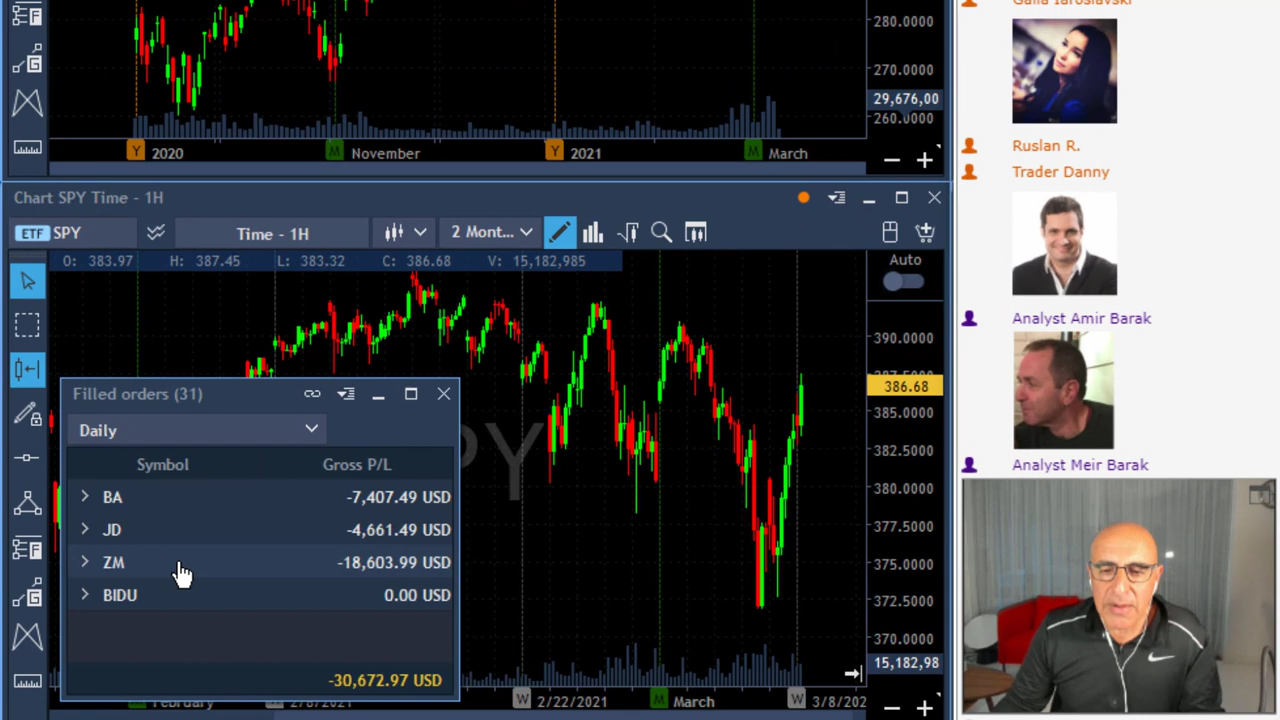 280.0000
270.0000
29,676,00
260.0000
Y 2020 M November Y 2021 M March
Chart SPY Time - 1H
ETF SPY Time - 1H 2 Mont...
O: 383.97 H: 387.45 L: 383.32 C: 386.68 V: 15,182,985
Auto
390.0000
386.68
385.0000
382.5000
380.0000
377.5000
375.0000
372.5000
370.0000
15,182,98
Filled orders (31)
Daily
Symbol Gross P/L
BA -7,407.49 USD
JD -4,661.49 USD
ZM -18,603.99 USD
BIDU 0.00 USD
-30,672.97 USD
W 2/22/2021 M March W 3/8/202
Ruslan R.
Trader Danny
Analyst Amir Barak
Analyst Meir Barak